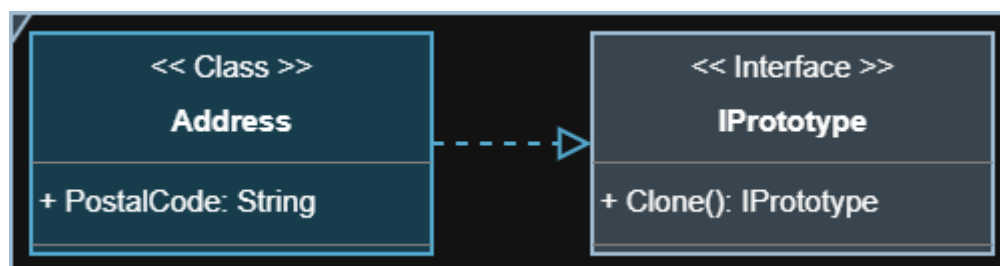 << Class >>
Address
+ PostalCode: String
<< Interface >>
IPrototype
+ Clone(): IPrototype